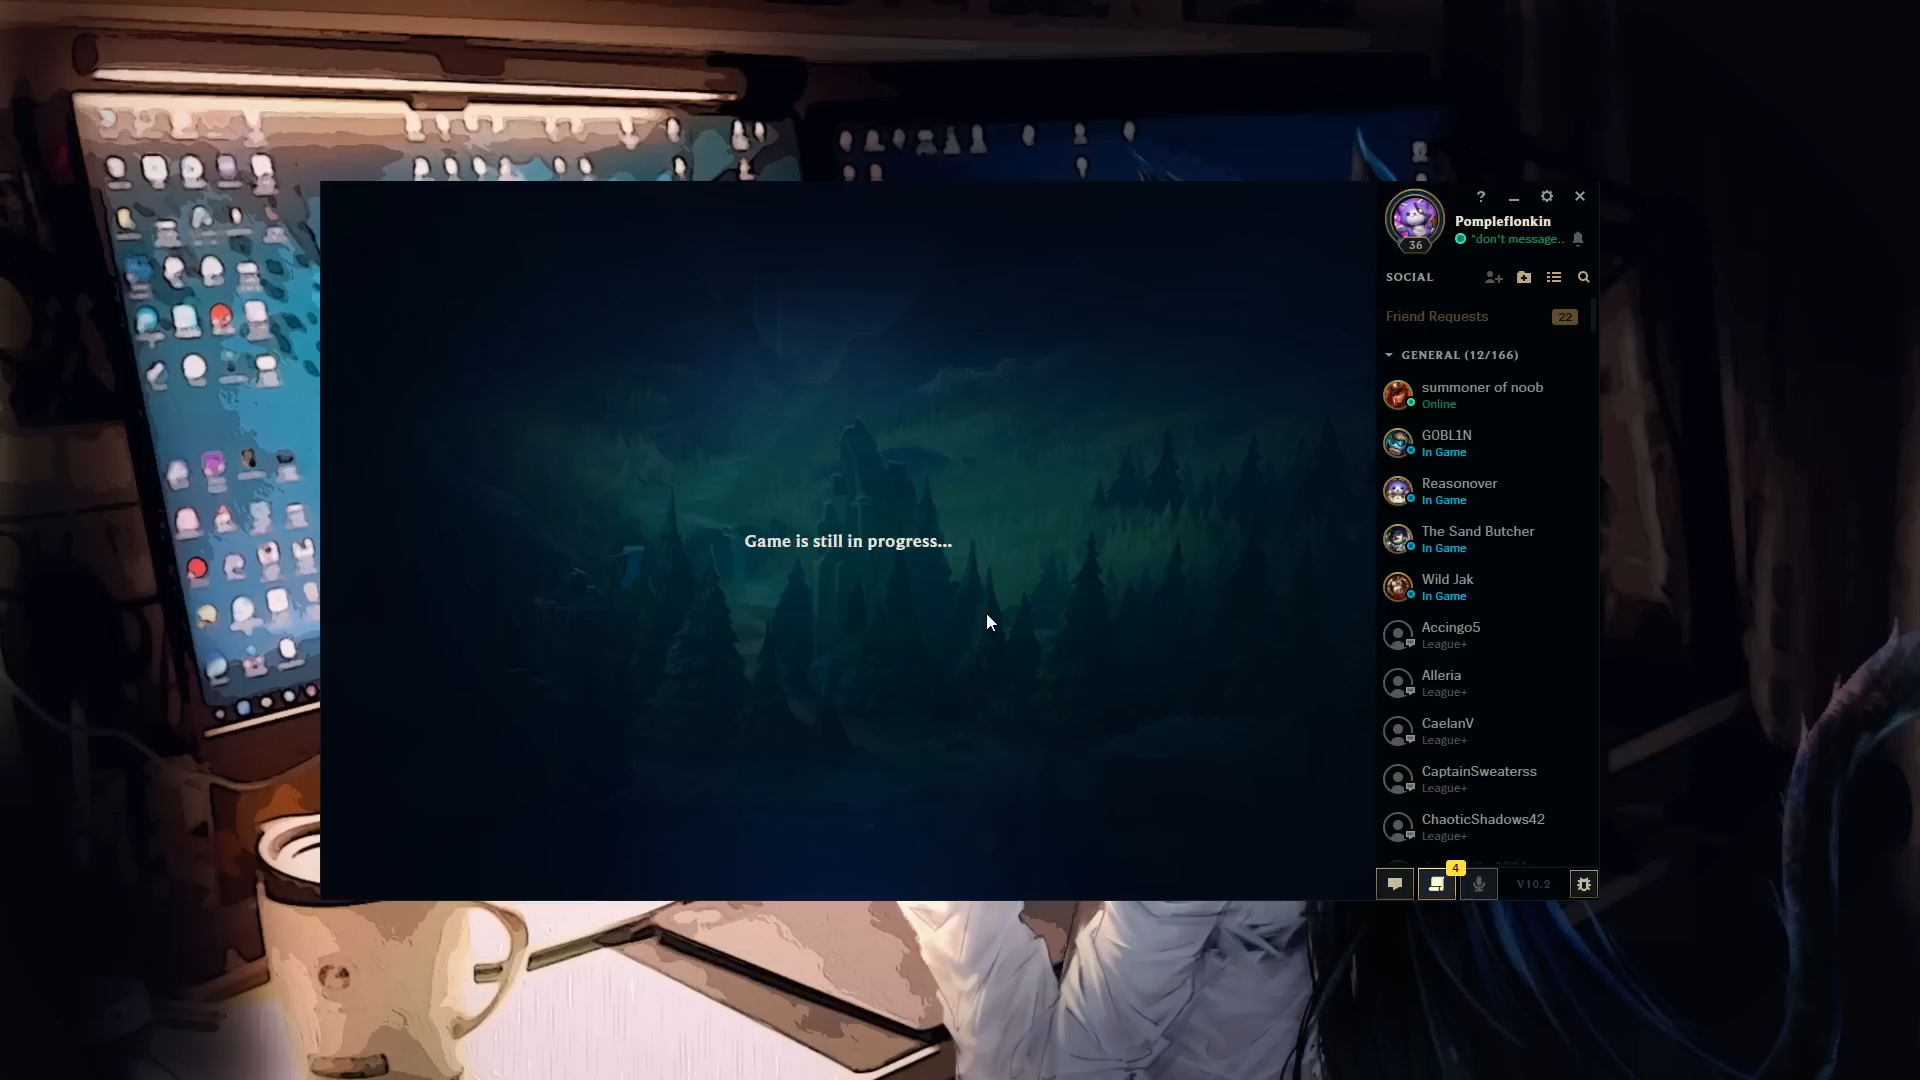 ?
Pompleflonkin
36
"don't message..
SOCIAL
Friend Requests
22
GENERAL (12/166)
summoner of noob
Online
G0BL1N
In Game
Reasonover
In Game
The Sand Butcher
In Game
Game is still in progress...
Wild Jak
In Game
Accingo5
League+
Alleria
League+
CaelanV
League+
CaptainSweaterss
League+
ChaoticShadows42
League+
4
V10.2